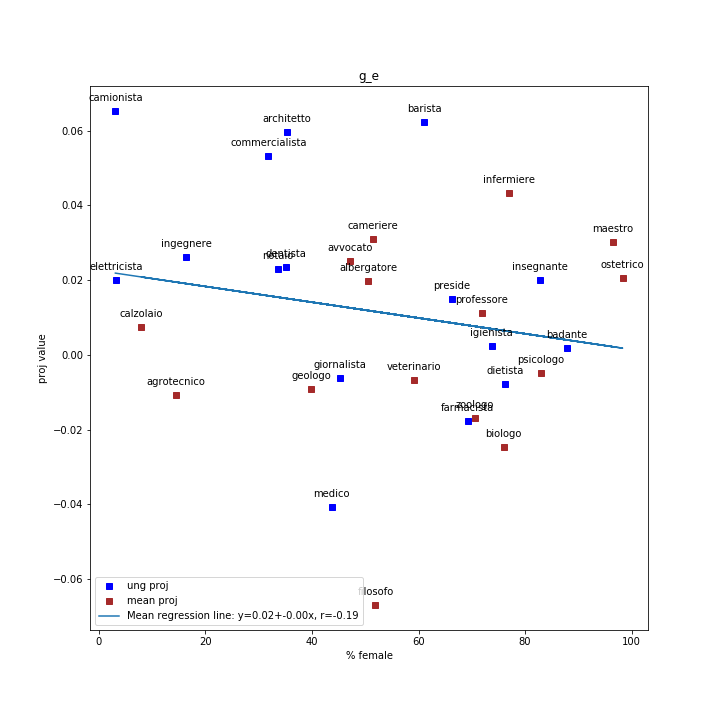 g_e
camionista
barista
architetto
commercialista
infermiere
cameriere
maestro
ingegnere
dentista
notaio
avvocato
elettricista
albergatore
insegnante
ostetrico
preside
professore
calzolaio
igienista
badante
giornalista
geologo
veterinario
psicologo
agrotecnico
dietista
zoologo
farmacista
biologo
medico
filosofo
0.06
0.04
0.02
0.00
−0.02
−0.04
−0.06
proj value
ung proj
mean proj
Mean regression line: y=0.02+-0.00x, r=-0.19
0 20 40 60 80 100
% female